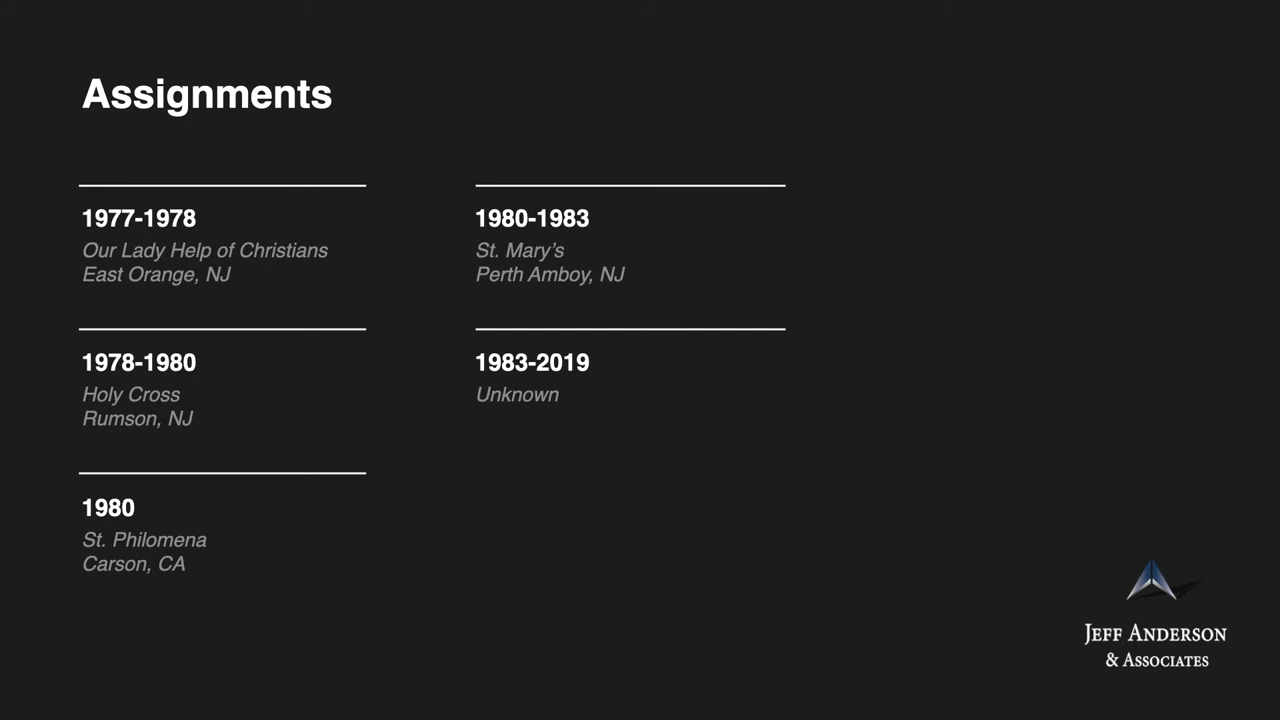 Assignments
1977-1978
Our Lady Help of Christians
East Orange, NJ
1978-1980
Holy Cross
Rumson, NJ
1980
St. Philomena
Carson, CA
1980-1983
St. Mary’s
Perth Amboy, NJ
1983-2019
Unknown
JEFF ANDERSON
& ASSOCIATES